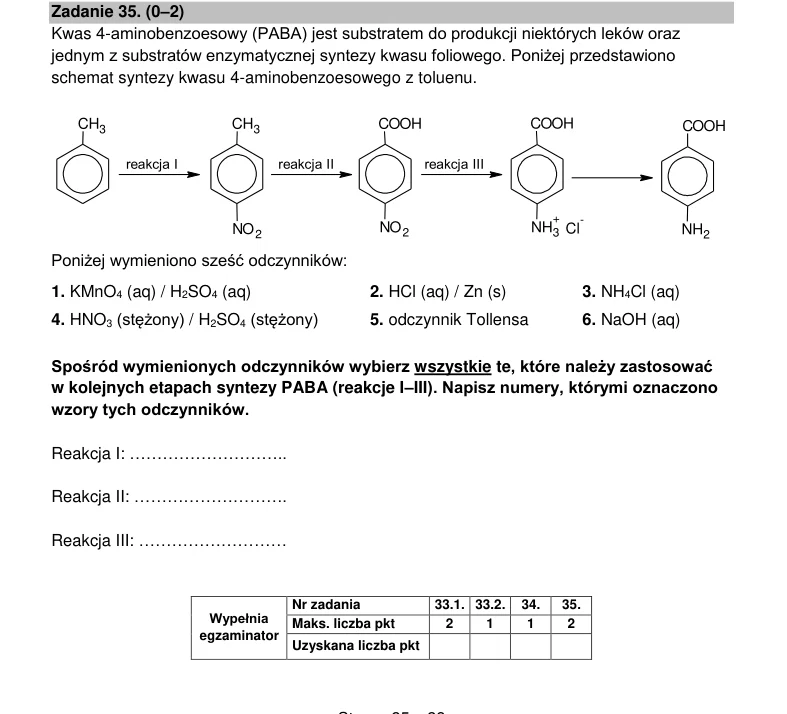 Zadanie 35. (0–2)
Kwas 4-aminobenzoesowy (PABA) jest substratem do produkcji niektórych leków oraz
jednym z substratów enzymatycznej syntezy kwasu foliowego. Poniżej przedstawiono
schemat syntezy kwasu 4-aminobenzoesowego z toluenu.
CH3 CH3 COOH COOH COOH
reakcja I reakcja II reakcja III
NO2 NO2 NH3+ Cl- NH2
Poniżej wymieniono sześć odczynników:
1. KMnO4 (aq) / H2SO4 (aq) 2. HCl (aq) / Zn (s) 3. NH4Cl (aq)
4. HNO3 (stężony) / H2SO4 (stężony) 5. odczynnik Tollensa 6. NaOH (aq)
Spośród wymienionych odczynników wybierz wszystkie te, które należy zastosować
w kolejnych etapach syntezy PABA (reakcje I–III). Napisz numery, którymi oznaczono
wzory tych odczynników.
Reakcja I: ………………………..
Reakcja II: ……………………….
Reakcja III: ………………………
Wypełnia egzaminator
Nr zadania 33.1. 33.2. 34. 35.
Maks. liczba pkt 2 1 1 2
Uzyskana liczba pkt